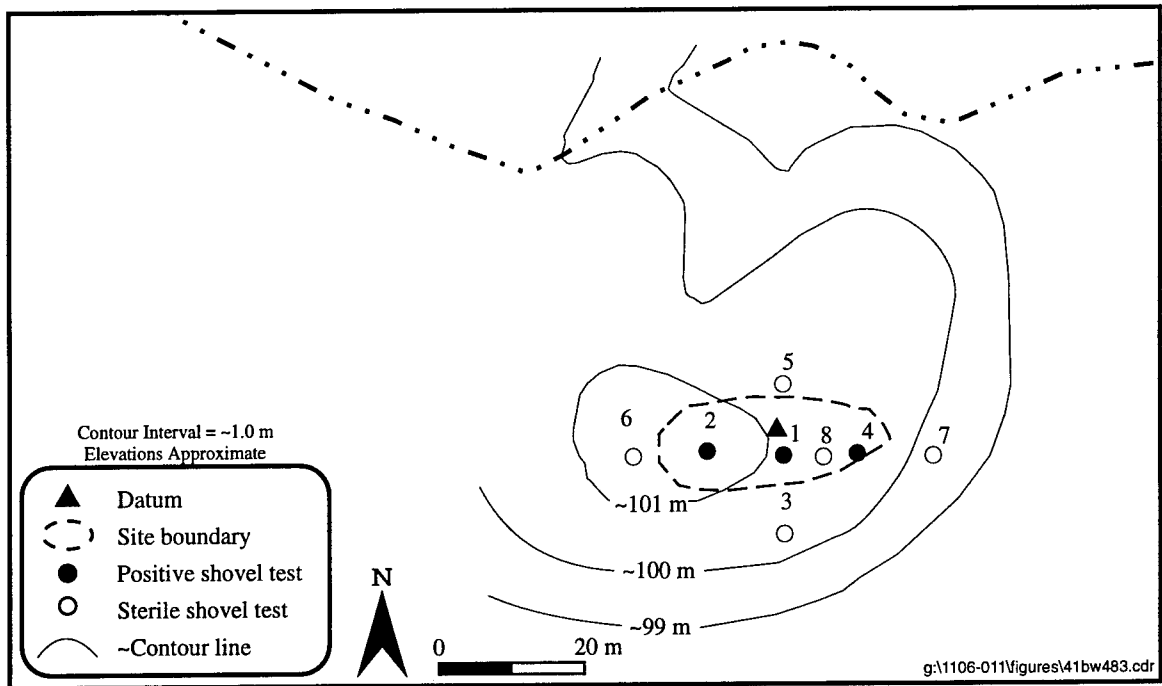 5
6
2
1
8
4
7
3
~101 m
~100 m
~99 m
Contour Interval = ~1.0 m
Elevations Approximate
Datum
Site boundary
Positive shovel test
Sterile shovel test
~Contour line
N
0 20 m
g:\1106-011\figures\41bw483.cdr